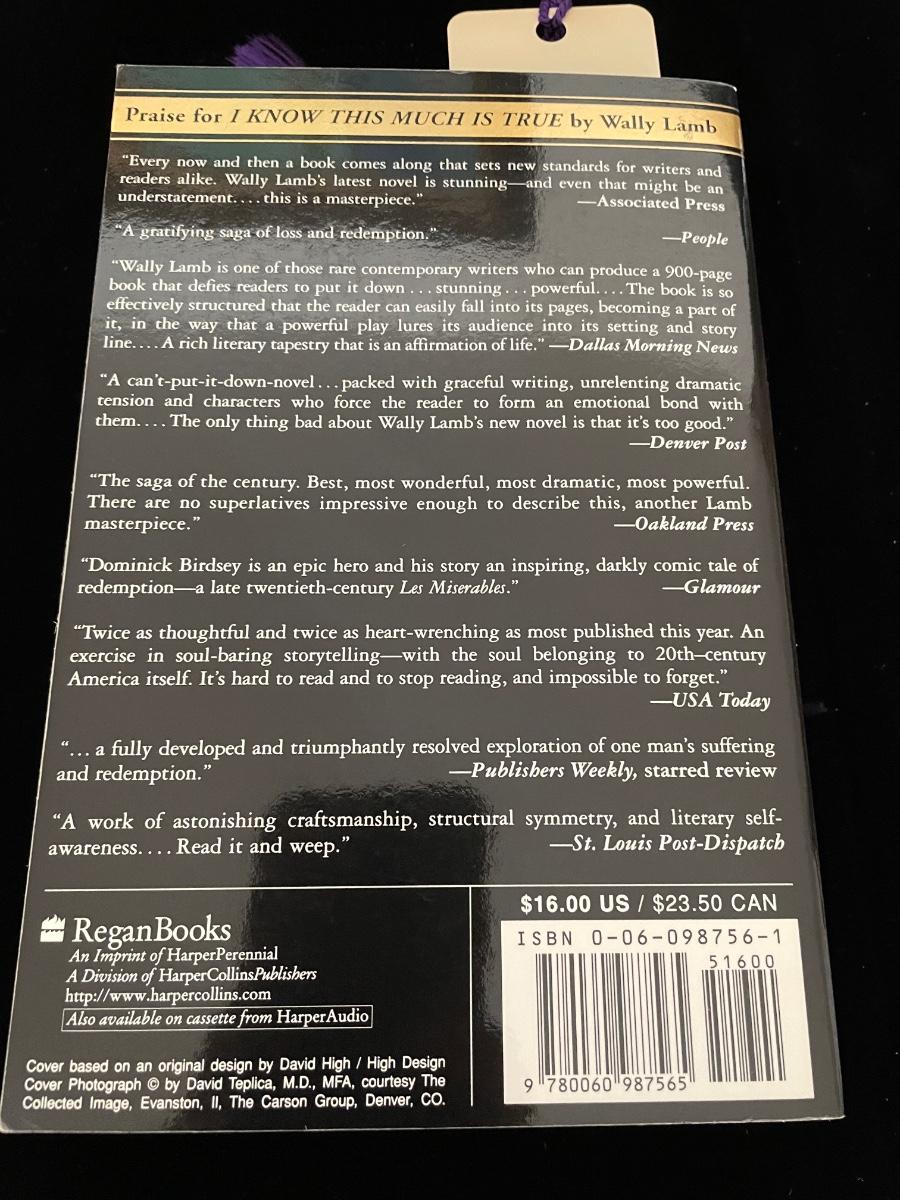 Praise for I KNOW THIS MUCH IS TRUE by Wally Lamb
“Every now and then a book comes along that sets new standards for writers and
readers alike. Wally Lamb’s latest novel is stunning—and even that might be an
understatement. . . . this is a masterpiece.” —Associated Press
“A gratifying saga of loss and redemption.” —People
“Wally Lamb is one of those rare contemporary writers who can produce a 900-page
book that defies readers to put it down . . . stunning . . . powerful. . . . The book is so
effectively structured that the reader can easily fall into its pages, becoming a part of
it, in the way that a powerful play lures its audience into its setting and story
line. . . . A rich literary tapestry that is an affirmation of life.” —Dallas Morning News
“A can’t-put-it-down-novel . . . packed with graceful writing, unrelenting dramatic
tension and characters who force the reader to form an emotional bond with
them. . . . The only thing bad about Wally Lamb’s new novel is that it’s too good.”
—Denver Post
“The saga of the century. Best, most wonderful, most dramatic, most powerful.
There are no superlatives impressive enough to describe this, another Lamb
masterpiece.” —Oakland Press
“Dominick Birdsey is an epic hero and his story an inspiring, darkly comic tale of
redemption—a late twentieth-century Les Miserables.” —Glamour
“Twice as thoughtful and twice as heart-wrenching as most published this year. An
exercise in soul-baring storytelling—with the soul belonging to 20th–century
America itself. It’s hard to read and to stop reading, and impossible to forget.”
—USA Today
“. . . a fully developed and triumphantly resolved exploration of one man’s suffering
and redemption.” —Publishers Weekly, starred review
“A work of astonishing craftsmanship, structural symmetry, and literary self-
awareness. . . . Read it and weep.” —St. Louis Post-Dispatch
$16.00 US / $23.50 CAN
ISBN 0-06-098756-1
51600
9 780060 987565
ReganBooks
An Imprint of HarperPerennial
A Division of HarperCollinsPublishers
http://www.harpercollins.com
Also available on cassette from HarperAudio
Cover based on an original design by David High / High Design
Cover Photograph © by David Teplica, M.D., MFA, courtesy The
Collected Image, Evanston, Il, The Carson Group, Denver, CO.